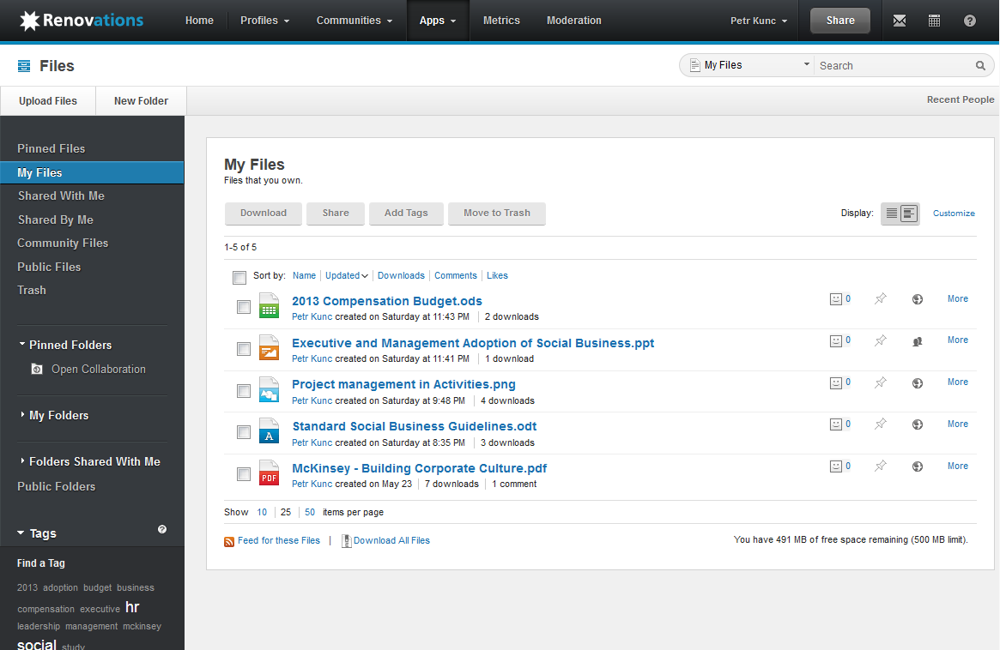 Renovations Home Profiles Communities Apps Metrics Moderation Petr Kunc Share ?
Files My Files Search
Upload Files New Folder Recent People
Pinned Files
My Files
Shared With Me
Shared By Me
Community Files
Public Files
Trash
Pinned Folders
Open Collaboration
My Folders
Folders Shared With Me
Public Folders
Tags ?
Find a Tag
2013 adoption budget business
compensation executive hr
leadership management mckinsey
social study
My Files
Files that you own.
Download Share Add Tags Move to Trash Display: Customize
1-5 of 5
Sort by: Name Updated Downloads Comments Likes
2013 Compensation Budget.ods 0 More
Petr Kunc created on Saturday at 11:43 PM 2 downloads
Executive and Management Adoption of Social Business.ppt 0 More
Petr Kunc created on Saturday at 11:41 PM 1 download
Project management in Activities.png 0 More
Petr Kunc created on Saturday at 9:48 PM 4 downloads
A Standard Social Business Guidelines.odt 0 More
Petr Kunc created on Saturday at 8:35 PM 3 downloads
PDF McKinsey - Building Corporate Culture.pdf 0 More
Petr Kunc created on May 23 7 downloads 1 comment
Show 10 25 50 items per page
Feed for these Files | Download All Files You have 491 MB of free space remaining (500 MB limit).